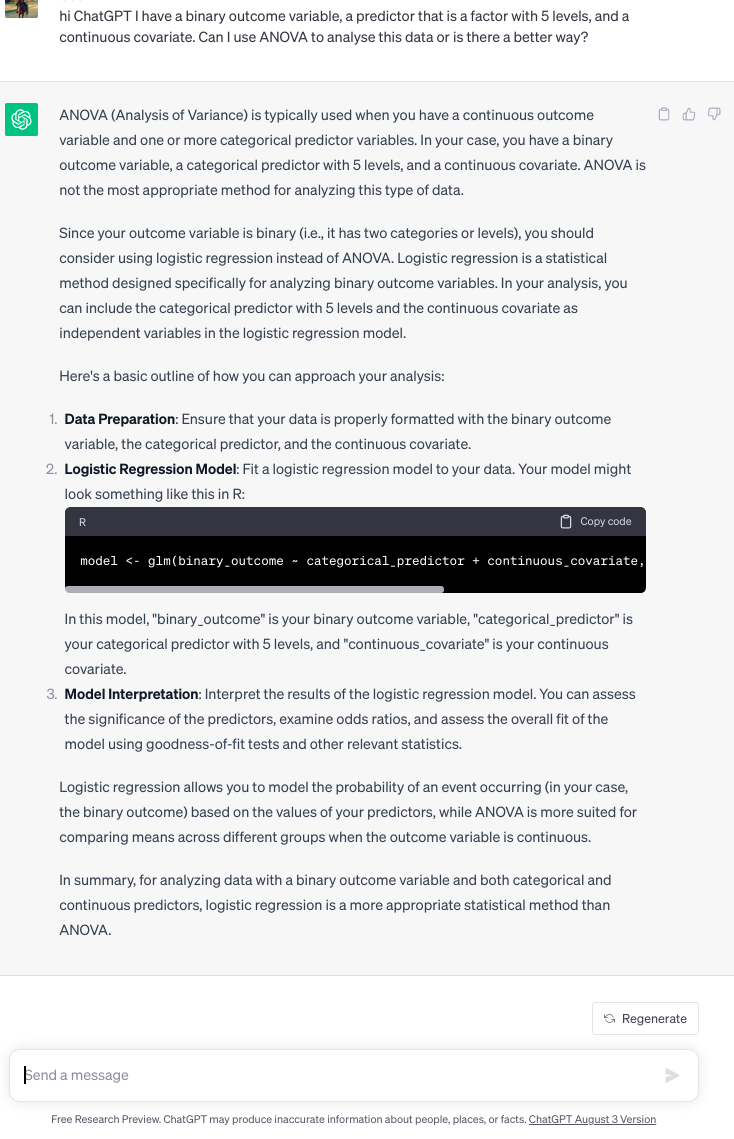 hi ChatGPT I have a binary outcome variable, a predictor that is a factor with 5 levels, and a
continuous covariate. Can I use ANOVA to analyse this data or is there a better way?
ANOVA (Analysis of Variance) is typically used when you have a continuous outcome
variable and one or more categorical predictor variables. In your case, you have a binary
outcome variable, a categorical predictor with 5 levels, and a continuous covariate. ANOVA is
not the most appropriate method for analyzing this type of data.
Since your outcome variable is binary (i.e., it has two categories or levels), you should
consider using logistic regression instead of ANOVA. Logistic regression is a statistical
method designed specifically for analyzing binary outcome variables. In your analysis, you
can include the categorical predictor with 5 levels and the continuous covariate as
independent variables in the logistic regression model.
Here's a basic outline of how you can approach your analysis:
1. Data Preparation: Ensure that your data is properly formatted with the binary outcome
variable, the categorical predictor, and the continuous covariate.
2. Logistic Regression Model: Fit a logistic regression model to your data. Your model might
look something like this in R:
R Copy code
model <- glm(binary_outcome ~ categorical_predictor + continuous_covariate,
In this model, "binary_outcome" is your binary outcome variable, "categorical_predictor" is
your categorical predictor with 5 levels, and "continuous_covariate" is your continuous
covariate.
3. Model Interpretation: Interpret the results of the logistic regression model. You can assess
the significance of the predictors, examine odds ratios, and assess the overall fit of the
model using goodness-of-fit tests and other relevant statistics.
Logistic regression allows you to model the probability of an event occurring (in your case,
the binary outcome) based on the values of your predictors, while ANOVA is more suited for
comparing means across different groups when the outcome variable is continuous.
In summary, for analyzing data with a binary outcome variable and both categorical and
continuous predictors, logistic regression is a more appropriate statistical method than
ANOVA.
Regenerate
Send a message
Free Research Preview. ChatGPT may produce inaccurate information about people, places, or facts. ChatGPT August 3 Version